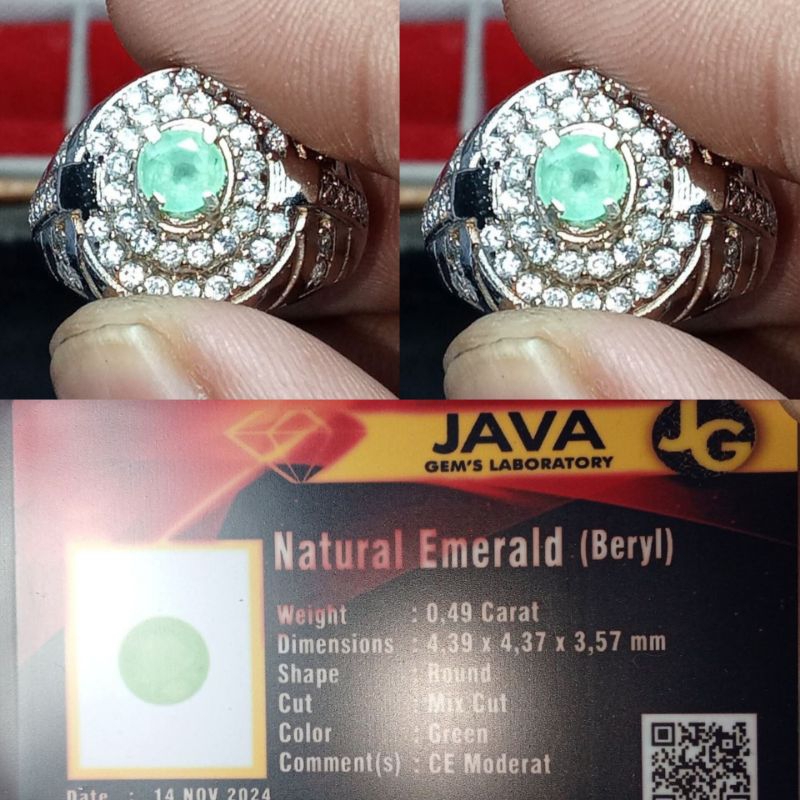 JAVA
JG
GEM'S LABORATORY
Natural Emerald (Beryl)
Weight : 0,49 Carat
Dimensions : 4.39 x 4,37 x 3,57 mm
Shape : Round
Cut : Mix Cut
Color : Green
Comment(s) : CE Moderat
Date : 14 NOV 2024